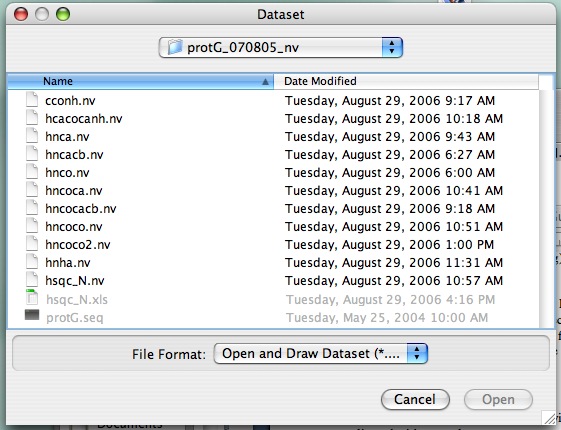 Dataset
protG_070805_nv
Name Date Modified
cconh.nv Tuesday, August 29, 2006 9:17 AM
hcacocanh.nv Tuesday, August 29, 2006 10:18 AM
hnca.nv Tuesday, August 29, 2006 9:43 AM
hncacb.nv Tuesday, August 29, 2006 6:27 AM
hnco.nv Tuesday, August 29, 2006 6:00 AM
hncoca.nv Tuesday, August 29, 2006 10:41 AM
hncocacb.nv Tuesday, August 29, 2006 9:18 AM
hncoco.nv Tuesday, August 29, 2006 10:51 AM
hncoco2.nv Tuesday, August 29, 2006 1:00 PM
hnha.nv Tuesday, August 29, 2006 11:31 AM
hsqc_N.nv Tuesday, August 29, 2006 10:57 AM
hsqc_N.xls Tuesday, August 29, 2006 4:16 PM
protG.seq Tuesday, May 25, 2004 10:00 AM
File Format: Open and Draw Dataset (*....
Cancel Open
Documents